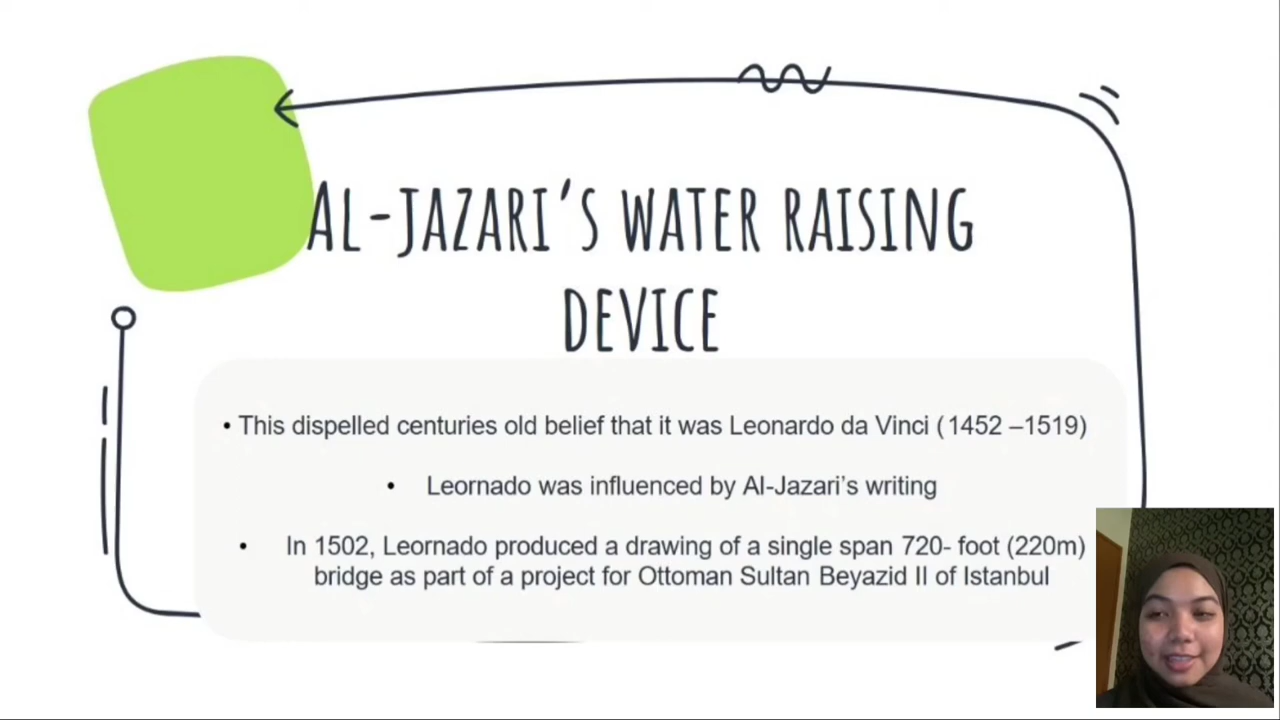 AL-JAZARI'S WATER RAISING
DEVICE
• This dispelled centuries old belief that it was Leonardo da Vinci (1452 –1519)
• Leornado was influenced by Al-Jazari's writing
• In 1502, Leornado produced a drawing of a single span 720- foot (220m)
bridge as part of a project for Ottoman Sultan Beyazid II of Istanbul